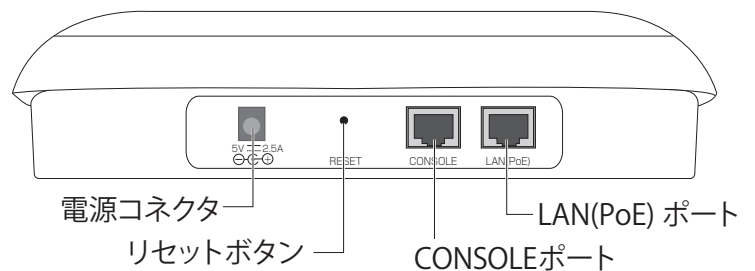 5V 2.5A
RESET
CONSOLE
LAN(PoE)
電源コネクタ
リセットボタン
CONSOLEポート
LAN(PoE) ポート